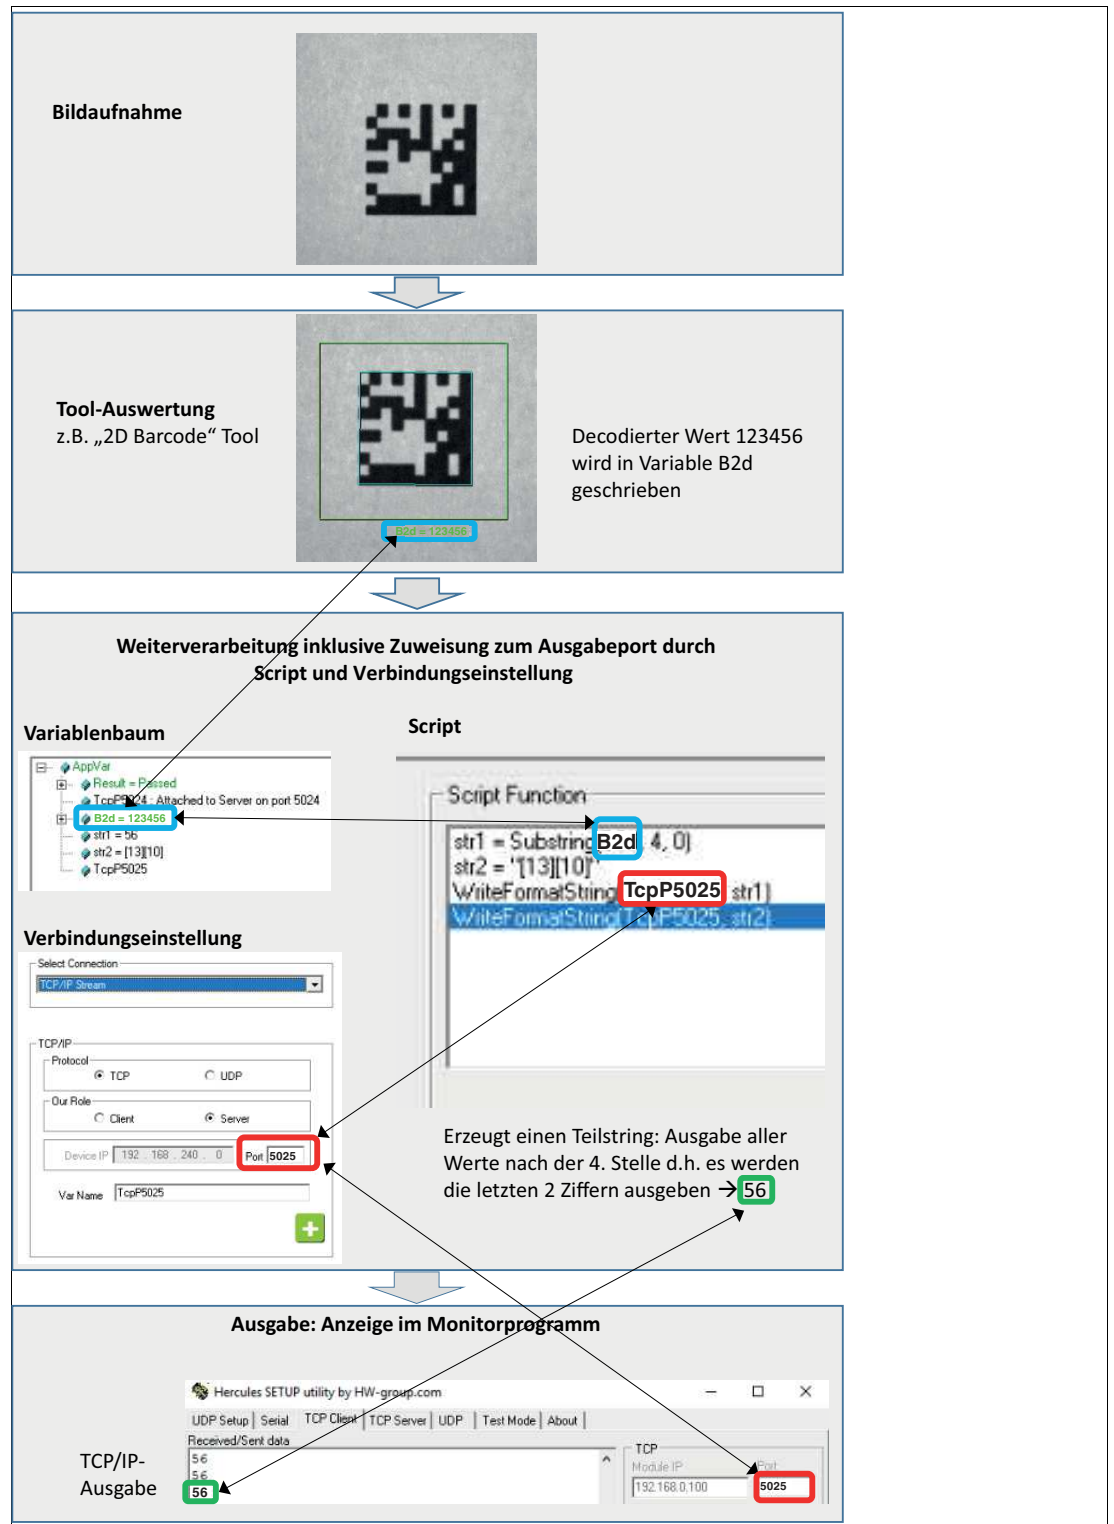 Bildaufnahme
Tool-Auswertung
z.B. „2D Barcode“ Tool
Decodierter Wert 123456
wird in Variable B2d
geschrieben
B2d = 123456
Weiterverarbeitung inklusive Zuweisung zum Ausgabeport durch
Script und Verbindungseinstellung
Variablenbaum
AppVar
Result = Passed
TcpP5024 : Attached to Server on port 5024
B2d = 123456
str1 = 56
str2 = [13][10]
TcpP5025
Script
Script Function
str1 = Substring(B2d, 4, 0)
str2 = "[13][10]"
WriteFormatString(TcpP5025, str1)
WriteFormatString(TcpP5025, str2)
Verbindungseinstellung
Select Connection
TCP/IP Stream
TCP/IP
Protocol
TCP UDP
Our Role
Client Server
Device IP 192 . 168 . 240 . 0 Port 5025
Var Name TcpP5025
Erzeugt einen Teilstring: Ausgabe aller
Werte nach der 4. Stelle d.h. es werden
die letzten 2 Ziffern ausgeben → 56
Ausgabe: Anzeige im Monitorprogramm
Hercules SETUP utility by HW-group.com
UDP Setup Serial TCP Client TCP Server UDP Test Mode About
Received/Sent data
56
56
56
TCP
Module IP Port
192.168.0.100 5025
TCP/IP-
Ausgabe